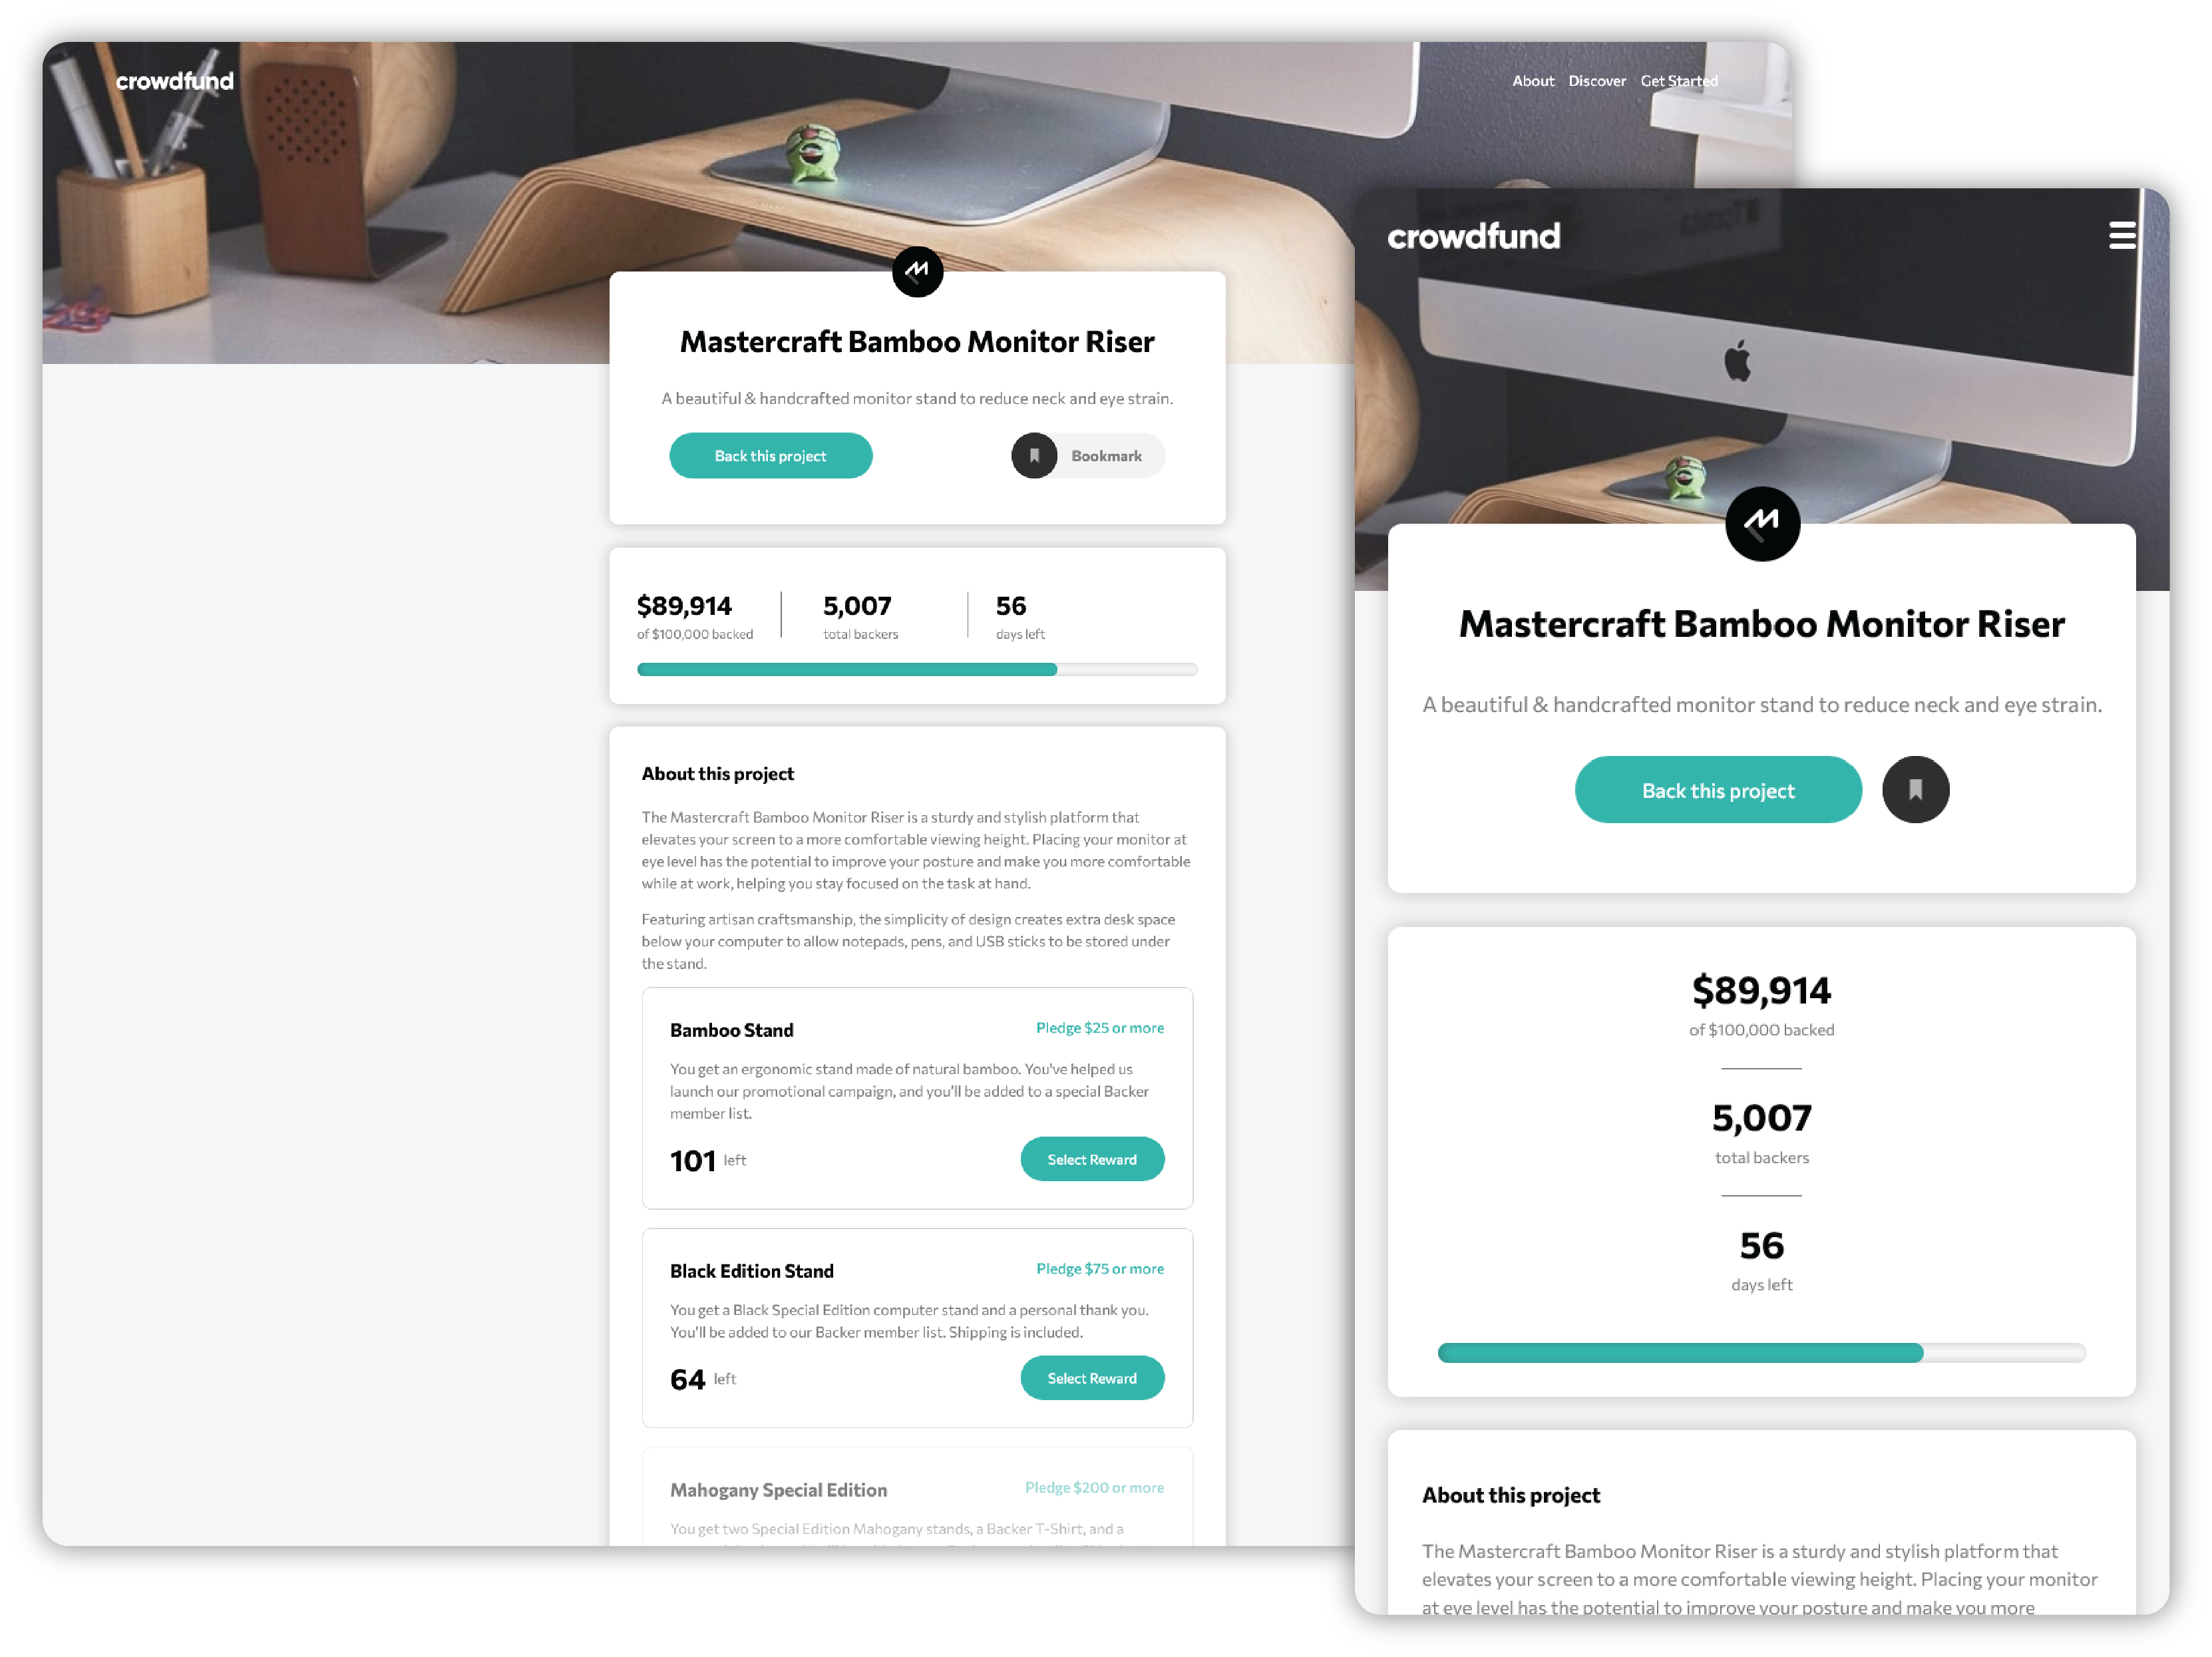 crowdfund
About Discover Get Started
Mastercraft Bamboo Monitor Riser
A beautiful & handcrafted monitor stand to reduce neck and eye strain.
Back this project
Bookmark
$89,914
of $100,000 backed
5,007
total backers
56
days left
About this project
The Mastercraft Bamboo Monitor Riser is a sturdy and stylish platform that
elevates your screen to a more comfortable viewing height. Placing your monitor at
eye level has the potential to improve your posture and make you more comfortable
while at work, helping you stay focused on the task at hand.
Featuring artisan craftsmanship, the simplicity of design creates extra desk space
below your computer to allow notepads, pens, and USB sticks to be stored under
the stand.
Bamboo Stand
Pledge $25 or more
You get an ergonomic stand made of natural bamboo. You've helped us
launch our promotional campaign, and you'll be added to a special Backer
member list.
101 left
Select Reward
Black Edition Stand
Pledge $75 or more
You get a Black Special Edition computer stand and a personal thank you.
You'll be added to our Backer member list. Shipping is included.
64 left
Select Reward
Mahogany Special Edition
Pledge $200 or more
You get two Special Edition Mahogany stands, a Backer T-Shirt, and a
crowdfund
Mastercraft Bamboo Monitor Riser
A beautiful & handcrafted monitor stand to reduce neck and eye strain.
Back this project
$89,914
of $100,000 backed
5,007
total backers
56
days left
About this project
The Mastercraft Bamboo Monitor Riser is a sturdy and stylish platform that
elevates your screen to a more comfortable viewing height. Placing your monitor
at eye level has the potential to improve your posture and make you more